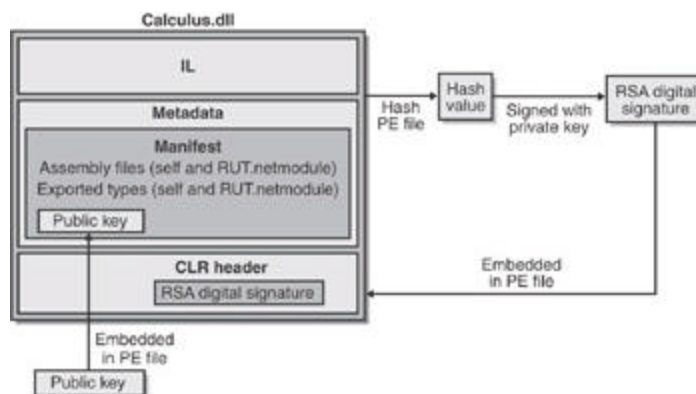 Calculus.dll
IL
Metadata
Manifest
Assembly files (self and RUT.netmodule)
Exported types (self and RUT.netmodule)
Public key
CLR header
RSA digital signature
Hash
PE file
Hash
value
Signed with
private key
RSA digital
signature
Embedded
in PE file
Embedded
in PE file
Public key